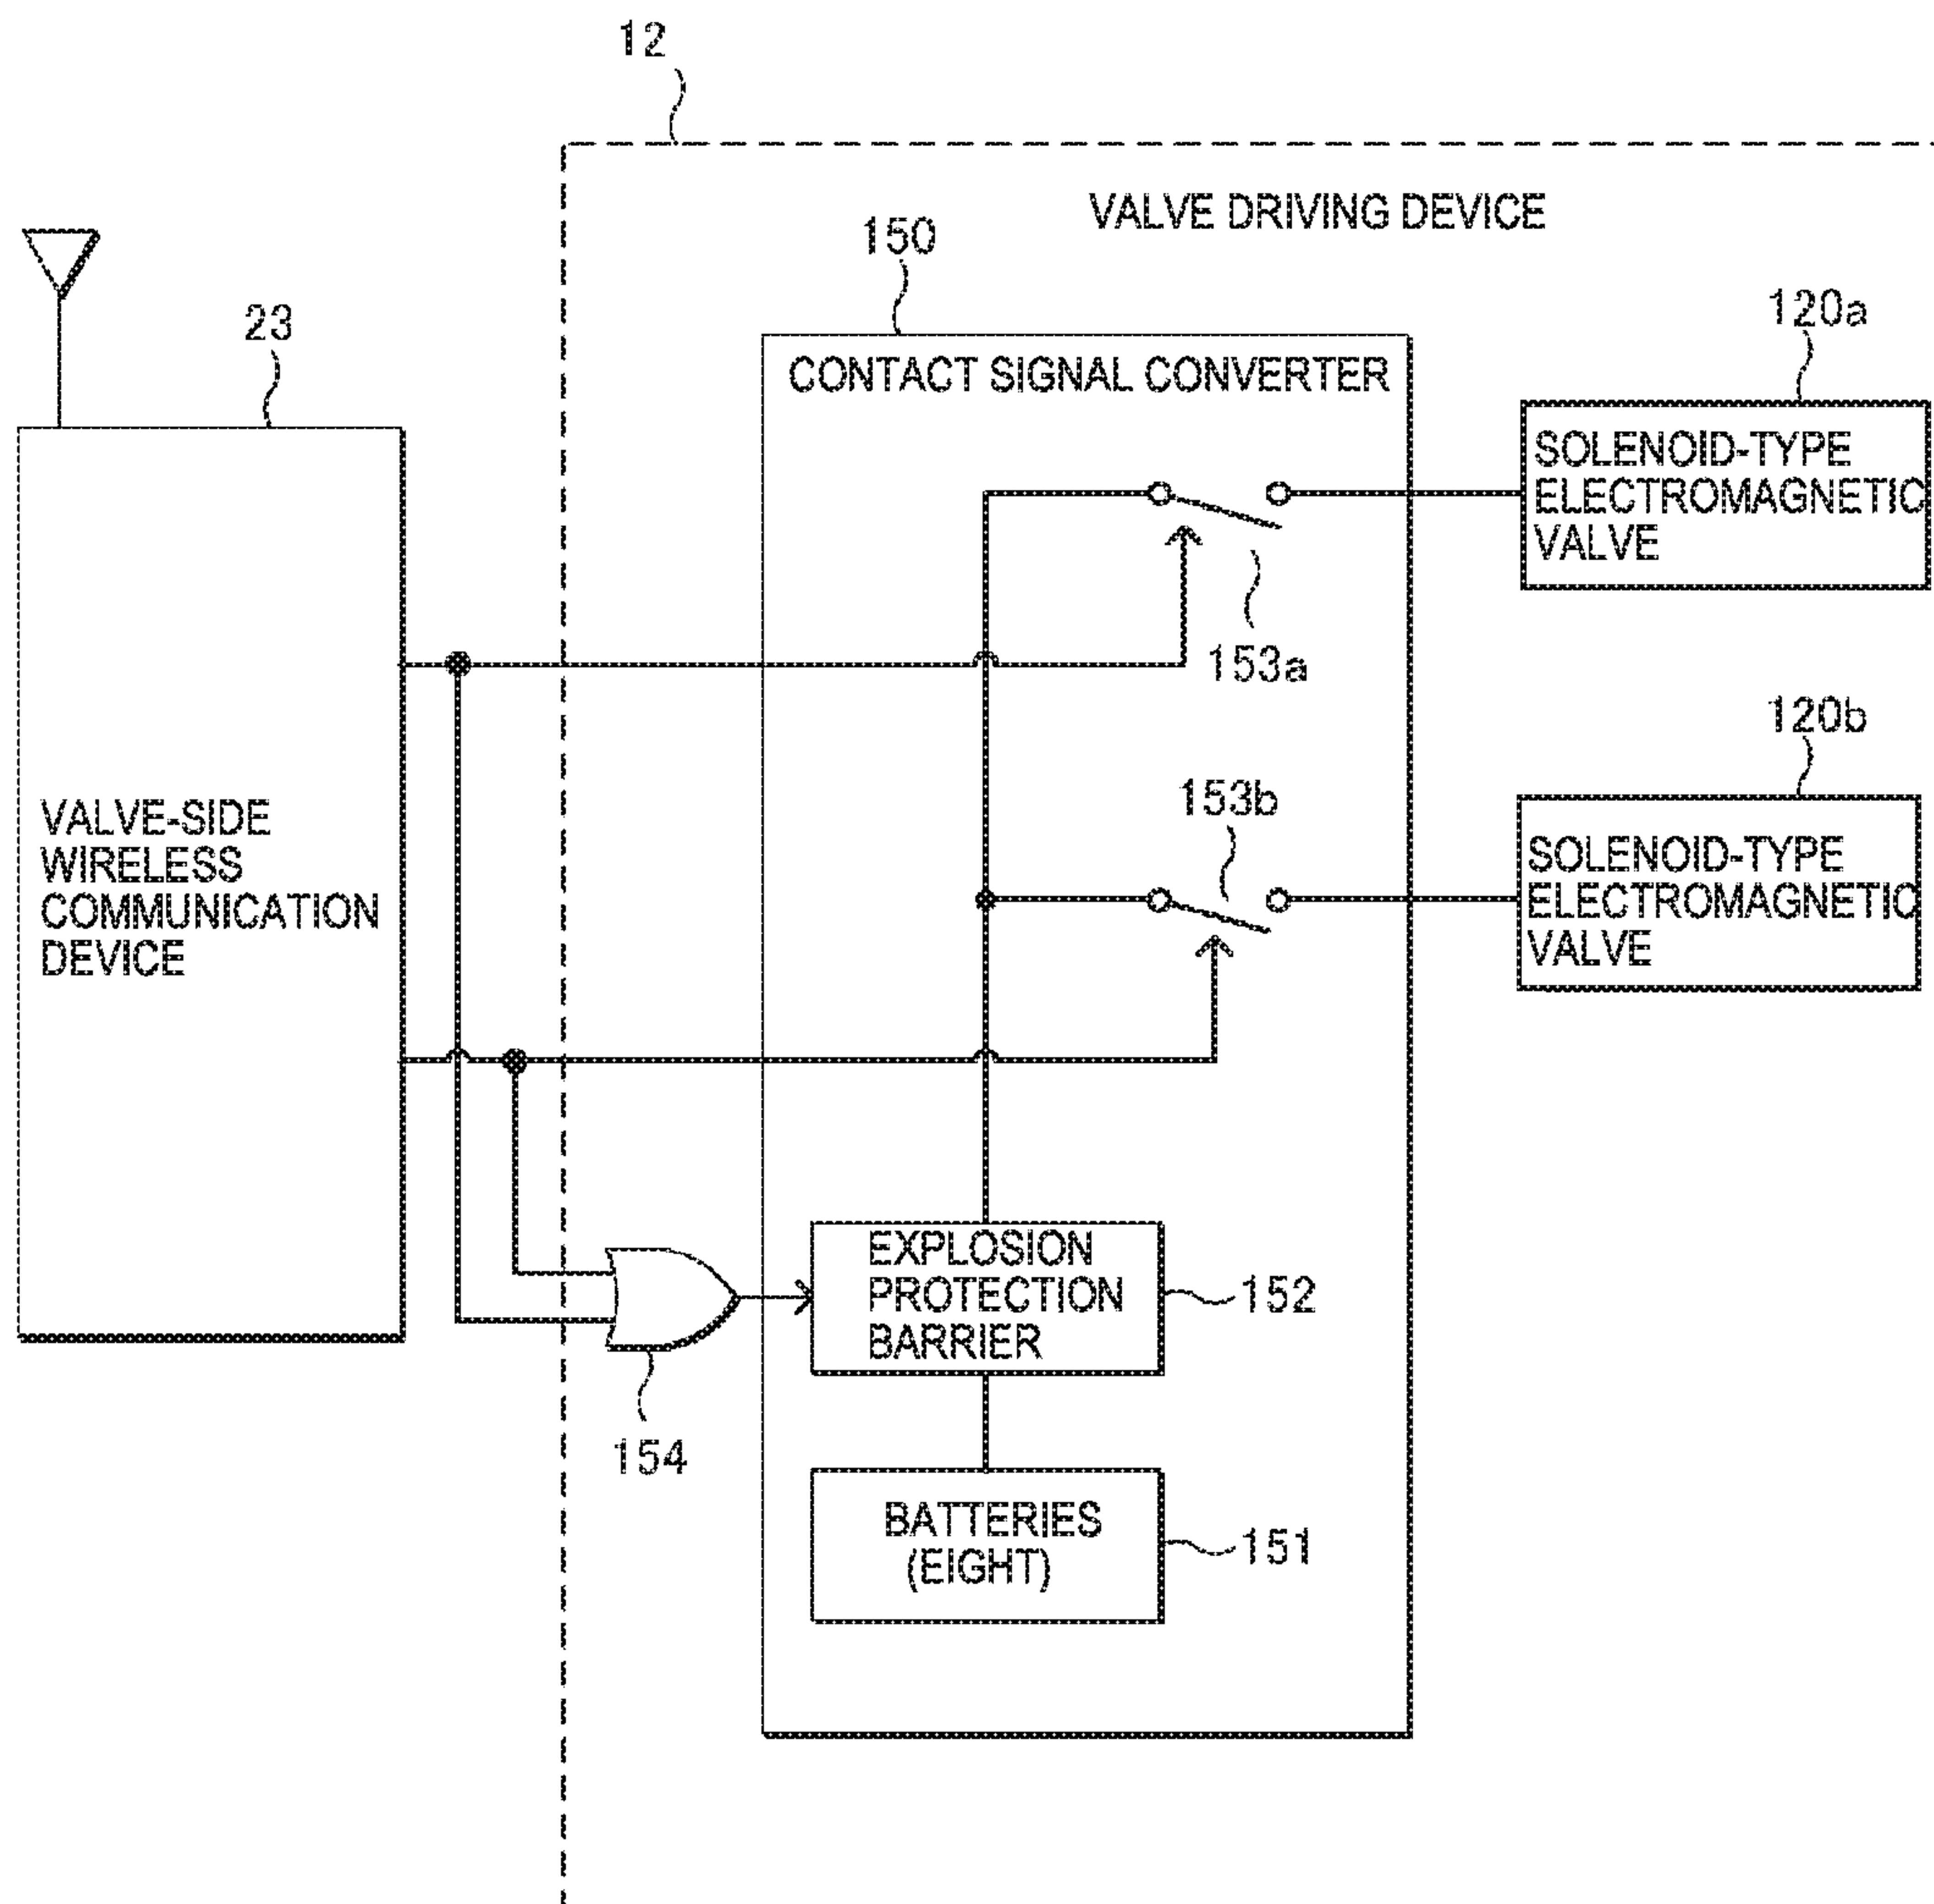 12
VALVE DRIVING DEVICE
150
23
120a
CONTACT SIGNAL CONVERTER
SOLENOID-TYPE
ELECTROMAGNETIC
VALVE
153a
120b
153b
VALVE-SIDE
WIRELESS
COMMUNICATION
DEVICE
SOLENOID-TYPE
ELECTROMAGNETIC
VALVE
EXPLOSION
PROTECTION
BARRIER
152
154
BATTERIES
(EIGHT)
151